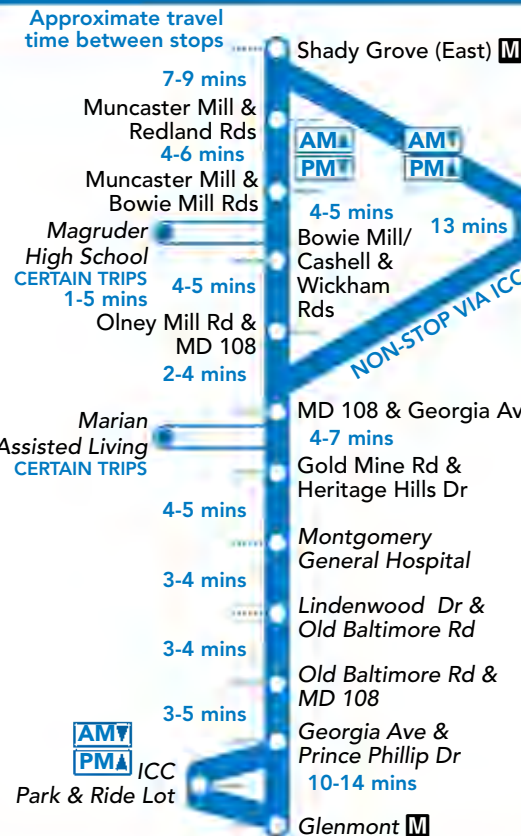 Approximate travel
time between stops
Shady Grove (East) M
7-9 mins
Muncaster Mill &
Redland Rds
AM
PM
AM
PM
4-6 mins
Muncaster Mill &
Bowie Mill Rds
4-5 mins
13 mins
Magruder
High School
CERTAIN TRIPS
1-5 mins
4-5 mins
Bowie Mill/
Cashell &
Wickham
Rds
NON-STOP VIA ICC
Olney Mill Rd &
MD 108
2-4 mins
MD 108 & Georgia Av
4-7 mins
Marian
Assisted Living
CERTAIN TRIPS
Gold Mine Rd &
Heritage Hills Dr
4-5 mins
Montgomery
General Hospital
3-4 mins
Lindenwood Dr &
Old Baltimore Rd
3-4 mins
Old Baltimore Rd &
MD 108
3-5 mins
Georgia Ave &
Prince Phillip Dr
AM
PM
ICC
Park & Ride Lot
10-14 mins
Glenmont M